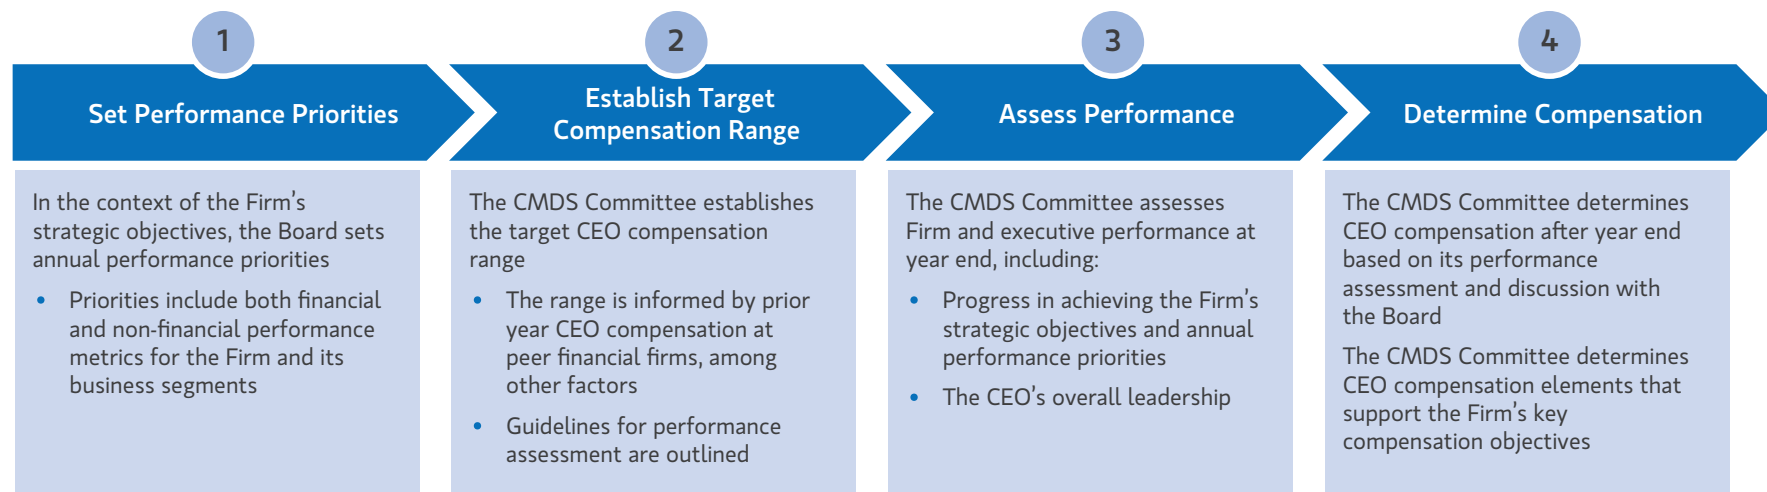 1
Set Performance Priorities
In the context of the Firm's
strategic objectives, the Board sets
annual performance priorities
• Priorities include both financial
and non-financial performance
metrics for the Firm and its
business segments
2
Establish Target
Compensation Range
The CMDS Committee establishes
the target CEO compensation
range
• The range is informed by prior
year CEO compensation at
peer financial firms, among
other factors
• Guidelines for performance
assessment are outlined
3
Assess Performance
The CMDS Committee assesses
Firm and executive performance at
year end, including:
• Progress in achieving the Firm's
strategic objectives and annual
performance priorities
• The CEO's overall leadership
4
Determine Compensation
The CMDS Committee determines
CEO compensation after year end
based on its performance
assessment and discussion with
the Board
The CMDS Committee determines
CEO compensation elements that
support the Firm's key
compensation objectives